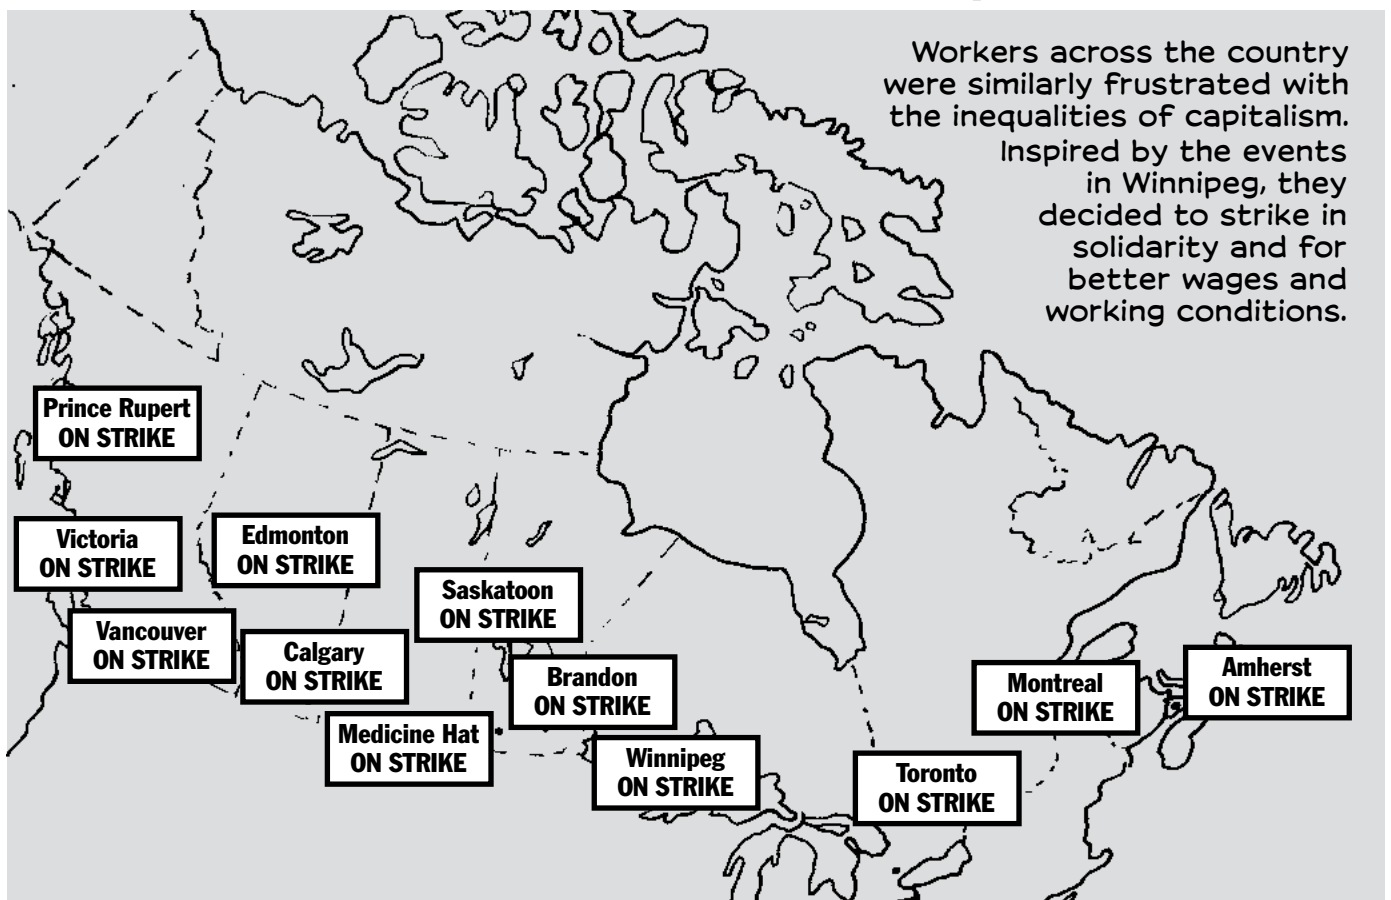 Workers across the country
were similarly frustrated with
the inequalities of capitalism.
Inspired by the events
in Winnipeg, they
decided to strike in
solidarity and for
better wages and
working conditions.
Prince Rupert
ON STRIKE
Victoria
ON STRIKE
Edmonton
ON STRIKE
Saskatoon
ON STRIKE
Vancouver
ON STRIKE
Calgary
ON STRIKE
Brandon
ON STRIKE
Montreal
ON STRIKE
Amherst
ON STRIKE
Medicine Hat
ON STRIKE
Winnipeg
ON STRIKE
Toronto
ON STRIKE